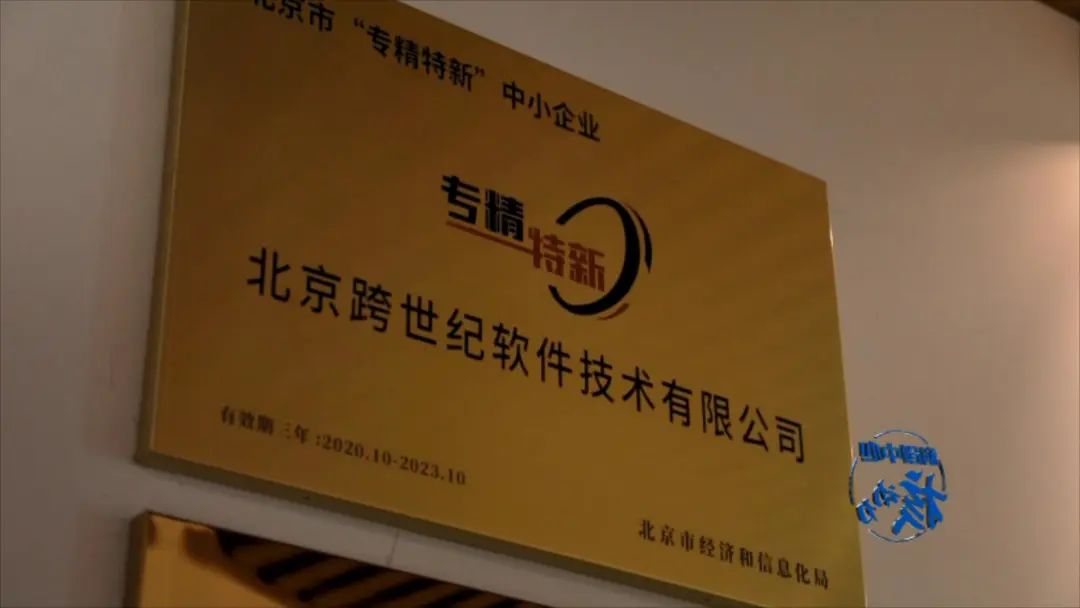 北京市“专精特新”中小企业
专精
特新
北京跨世纪软件技术有限公司
有效期三年:2020.10-2023.10
北京市经济和信息化局